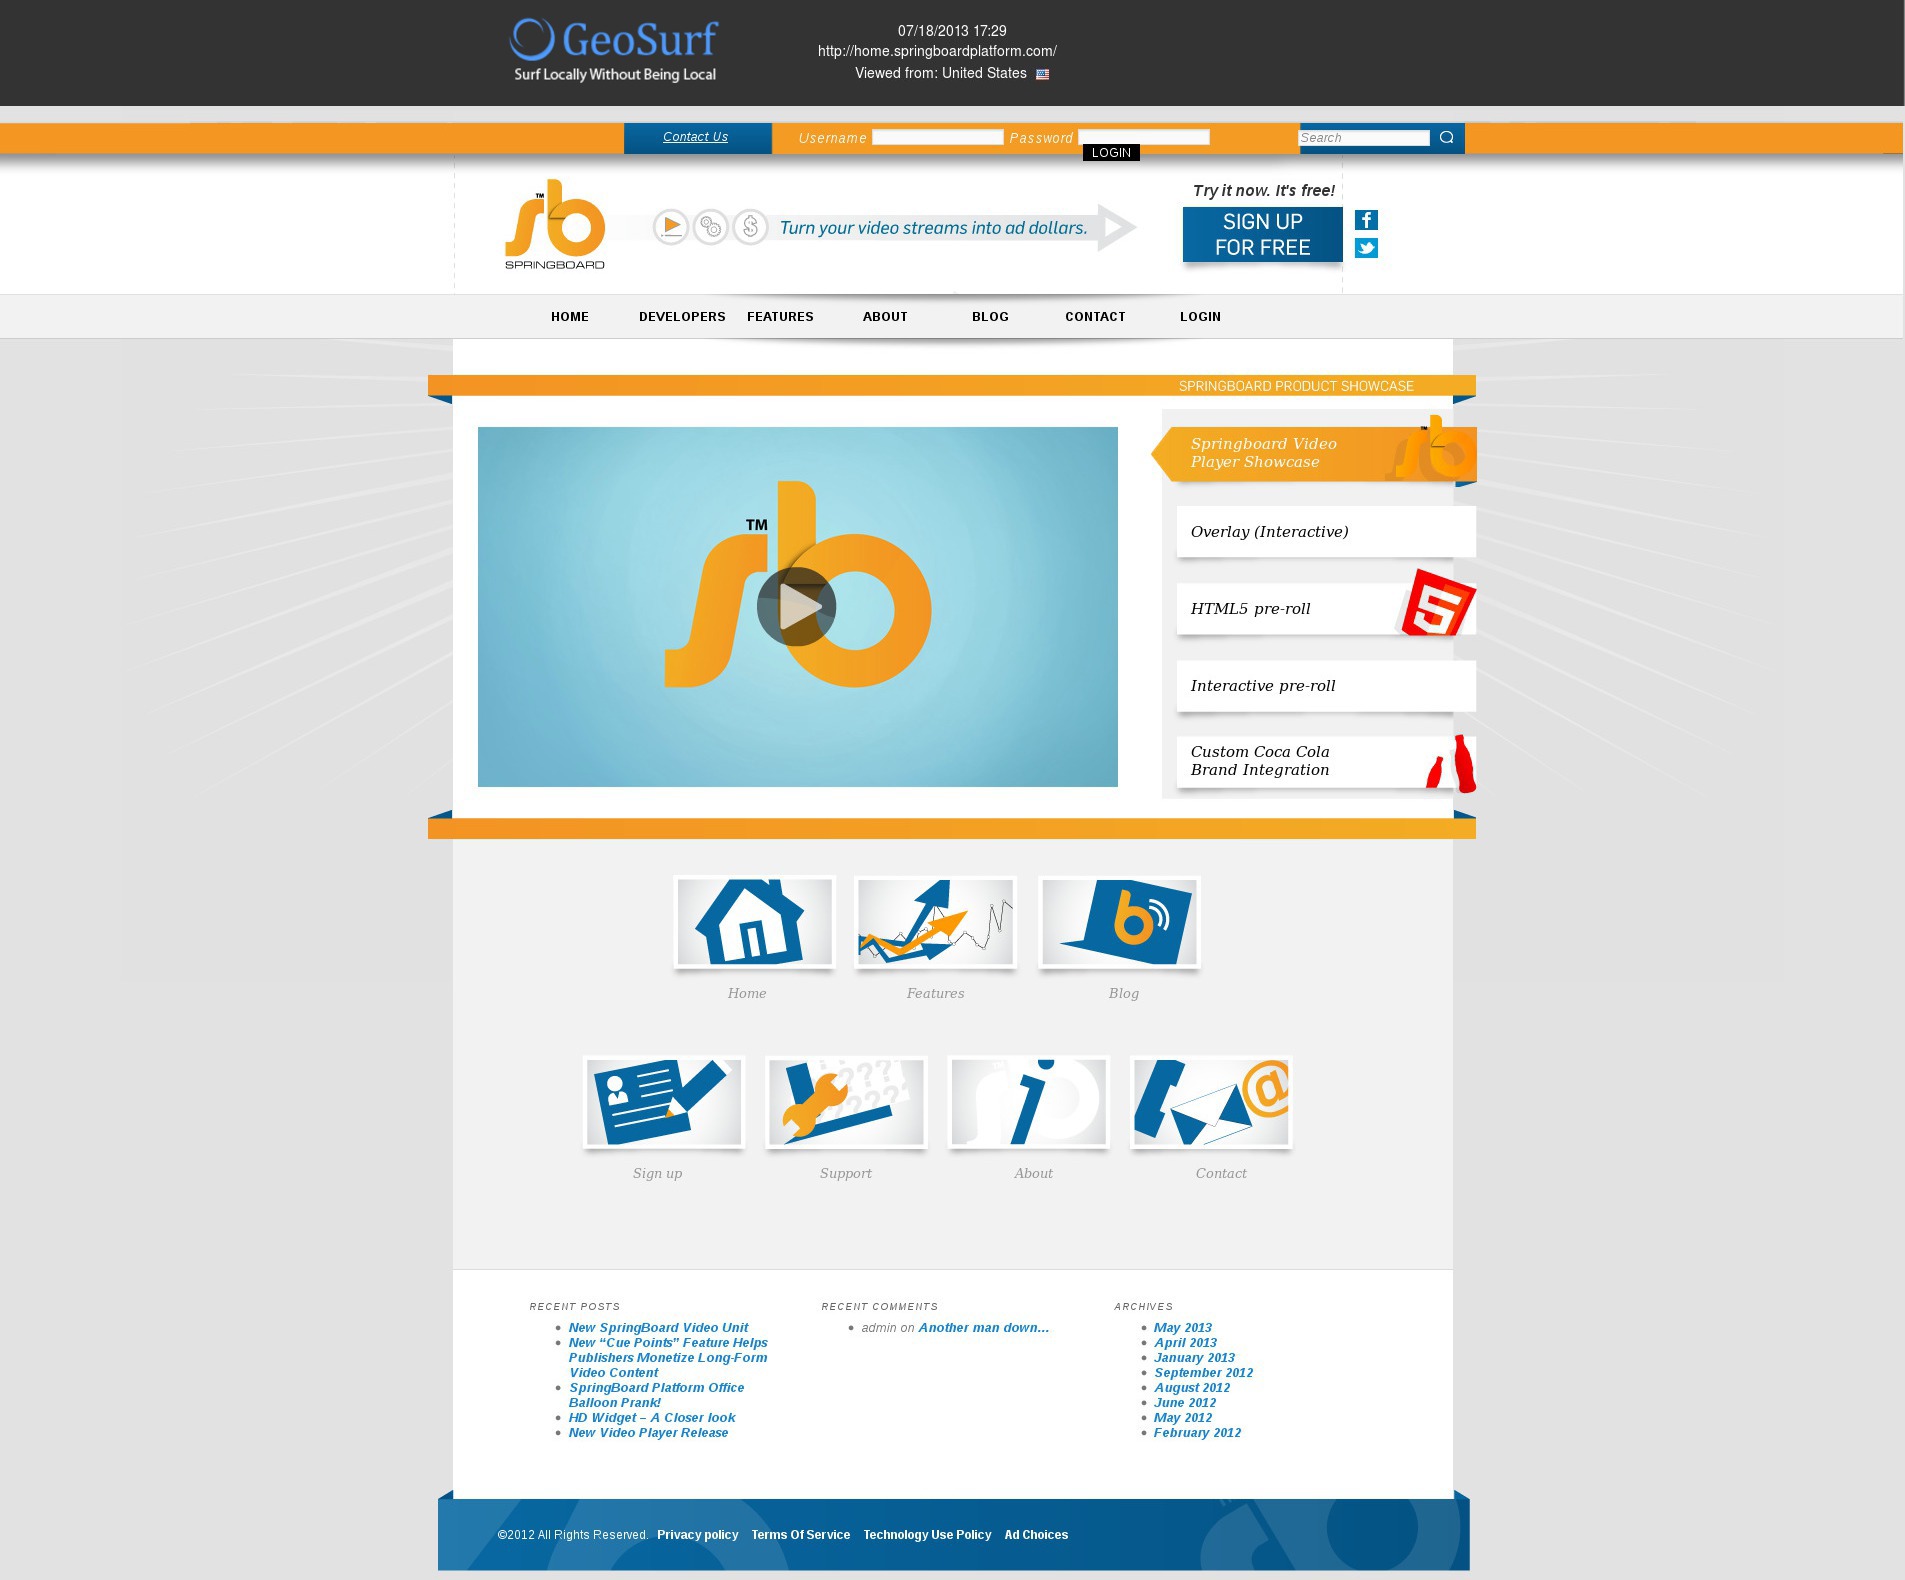 GeoSurf
Surf Locally Without Being Local
07/18/2013 17:29
http://home.springboardplatform.com/
Viewed from: United States
Contact Us
Username
Password
LOGIN
Search
TM
sb
SPRINGBOARD
Turn your video streams into ad dollars.
Try it now. It's free!
SIGN UP
FOR FREE
HOME
DEVELOPERS
FEATURES
ABOUT
BLOG
CONTACT
LOGIN
SPRINGBOARD PRODUCT SHOWCASE
TM
sb
Springboard Video
Player Showcase
TM
sb
Overlay (Interactive)
HTML5 pre-roll
5
Interactive pre-roll
Custom Coca Cola
Brand Integration
b
Home
Features
Blog
???
????
i
@
Sign up
Support
About
Contact
RECENT POSTS
New SpringBoard Video Unit
New “Cue Points” Feature Helps
Publishers Monetize Long-Form
Video Content
SpringBoard Platform Office
Balloon Prank!
HD Widget – A Closer look
New Video Player Release
RECENT COMMENTS
admin on Another man down…
ARCHIVES
May 2013
April 2013
January 2013
September 2012
August 2012
June 2012
May 2012
February 2012
©2012 All Rights Reserved. Privacy policy Terms Of Service Technology Use Policy Ad Choices